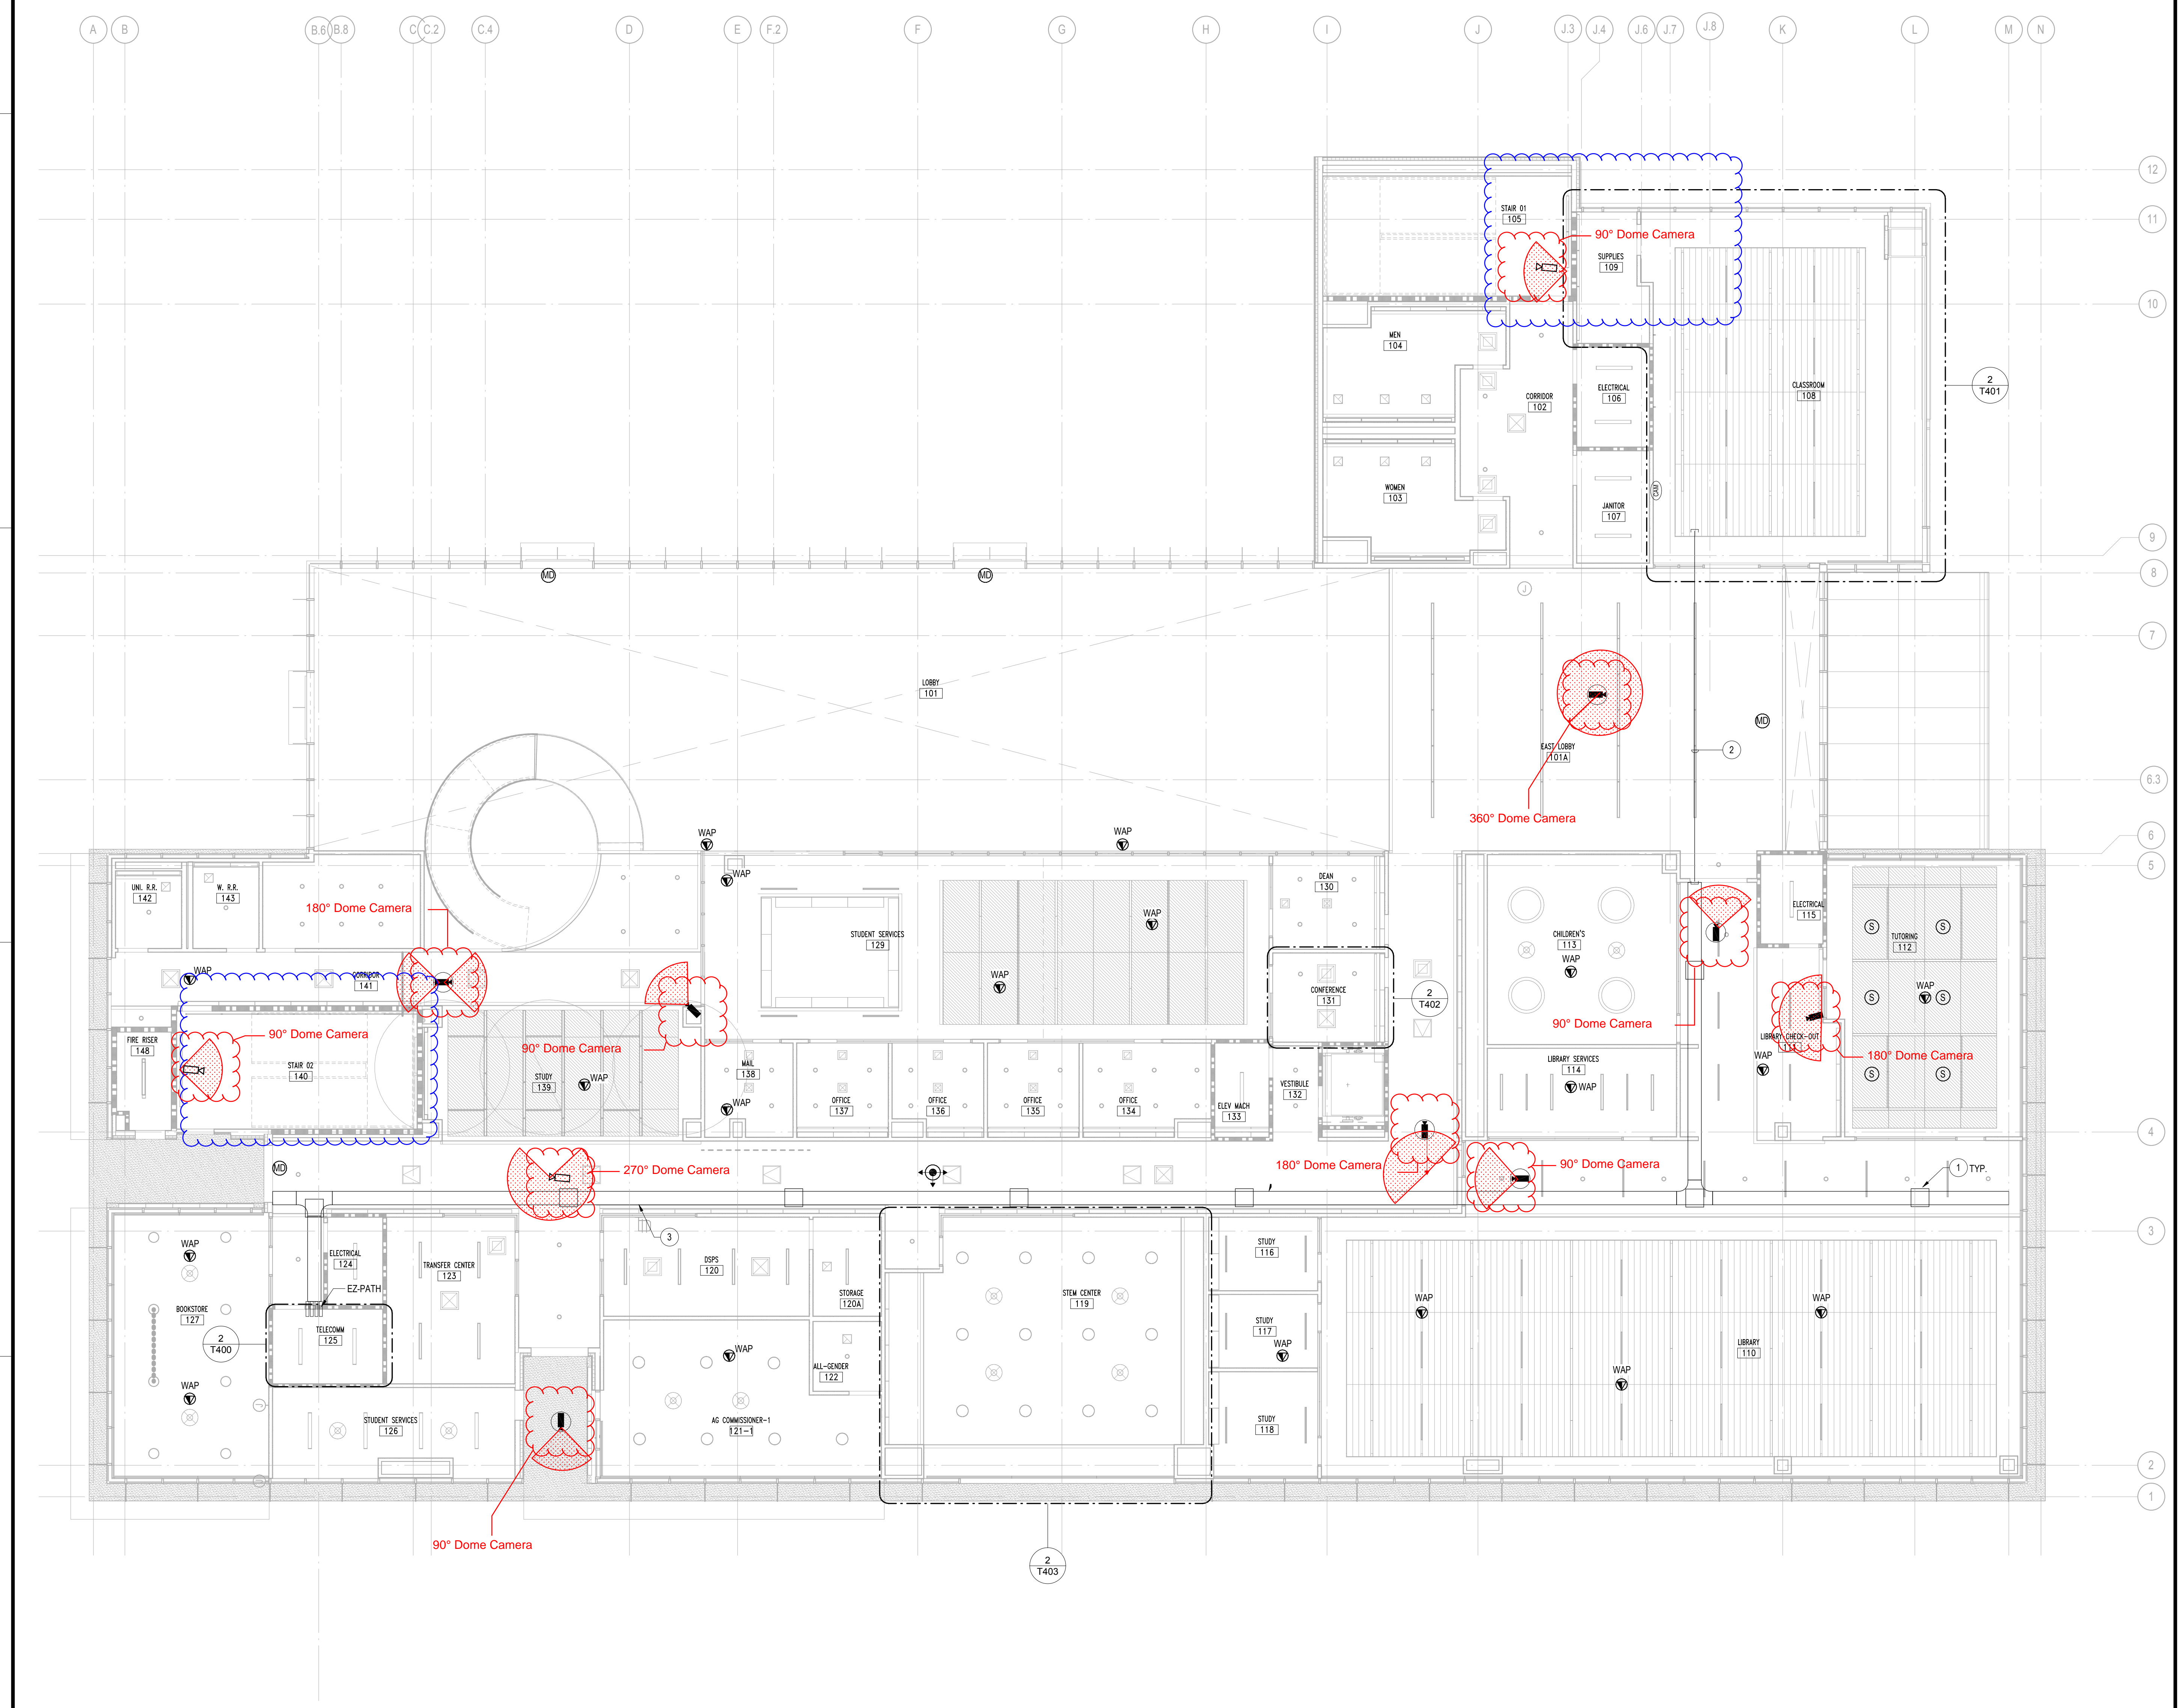 A B B.6 B.8 C C.2 C.4 D E F.2 F G H I J J.3 J.4 J.6 J.7 J.8 K L M N
12
11
STAIR 01
105
90° Dome Camera
SUPPLIES
109
10
MEN
104
ELECTRICAL
106
CLASSROOM
108
2
T401
CORRIDOR
102
WOMEN
103
CAM
JANITOR
107
9
MD
MD
8
J
7
LOBBY
101
MD
EAST LOBBY
101A
2
6.3
360° Dome Camera
WAP
WAP
6
5
UNI. R.R.
142
W. R.R.
143
WAP
DEAN
130
180° Dome Camera
ELECTRICAL
115
WAP
STUDENT SERVICES
129
CHILDREN'S
113
S
S
TUTORING
112
WAP
WAP
CORRIDOR
141
WAP
CONFERENCE
131
2
T402
WAP
S
S
90° Dome Camera
90° Dome Camera
90° Dome Camera
FIRE RISER
148
LIBRARY CHECK-OUT
111
180° Dome Camera
STAIR 02
140
STUDY
139
WAP
MAIL
138
LIBRARY SERVICES
114
WAP
WAP
S
S
WAP
OFFICE
137
OFFICE
136
OFFICE
135
OFFICE
134
ELEV MACH
133
VESTIBULE
132
4
MD
270° Dome Camera
180° Dome Camera
90° Dome Camera
1
TYP.
3
3
WAP
ELECTRICAL
124
TRANSFER CENTER
123
DSPS
120
STUDY
116
EZ-PATH
STORAGE
120A
STEM CENTER
119
WAP
WAP
BOOKSTORE
127
2
T400
TELECOMM
125
STUDY
117
WAP
LIBRARY
110
WAP
WAP
ALL-GENDER
122
WAP
STUDENT SERVICES
126
AG COMMISSIONER-1
121-1
STUDY
118
2
1
90° Dome Camera
2
T403